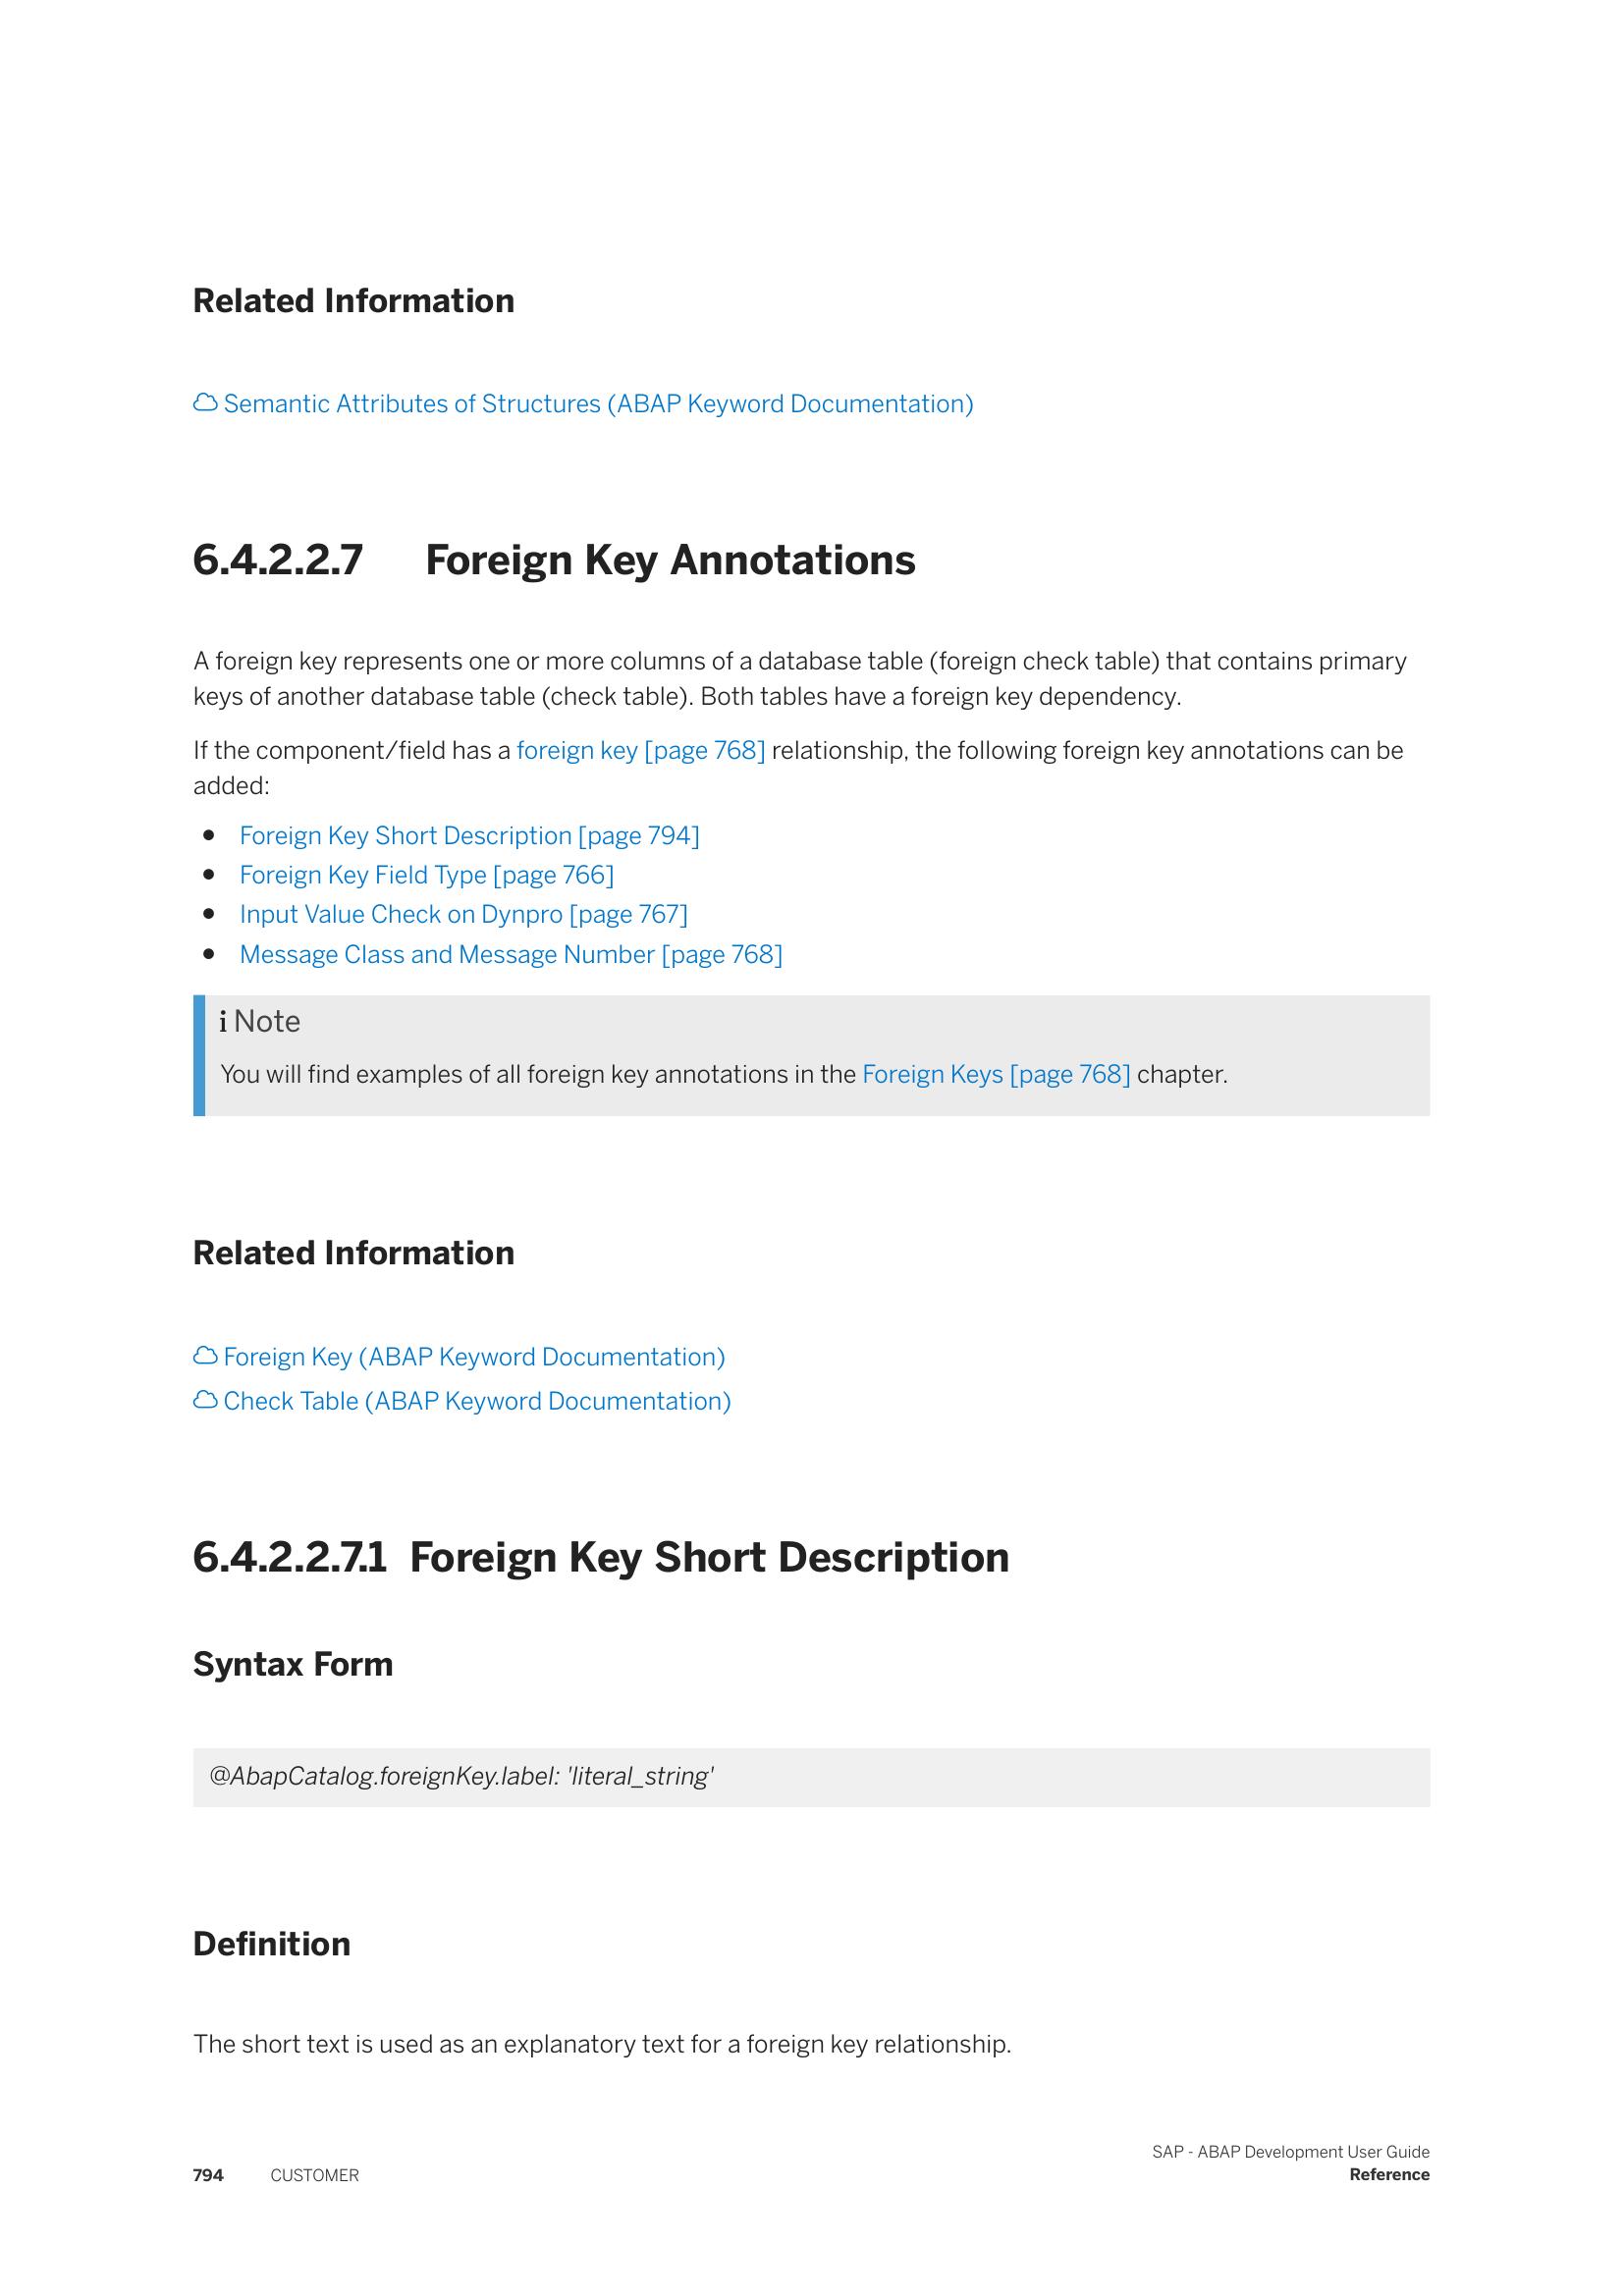 Related Information
Semantic Attributes of Structures (ABAP Keyword Documentation)
6.4.2.2.7 Foreign Key Annotations
A foreign key represents one or more columns of a database table (foreign check table) that contains primary
keys of another database table (check table). Both tables have a foreign key dependency.
If the component/field has a foreign key [page 768] relationship, the following foreign key annotations can be
added:
• Foreign Key Short Description [page 794]
• Foreign Key Field Type [page 766]
• Input Value Check on Dynpro [page 767]
• Message Class and Message Number [page 768]
i Note
You will find examples of all foreign key annotations in the Foreign Keys [page 768] chapter.
Related Information
Foreign Key (ABAP Keyword Documentation)
Check Table (ABAP Keyword Documentation)
6.4.2.2.7.1 Foreign Key Short Description
Syntax Form
@AbapCatalog.foreignKey.label: 'literal_string'
Definition
The short text is used as an explanatory text for a foreign key relationship.
SAP - ABAP Development User Guide
794 CUSTOMER Reference